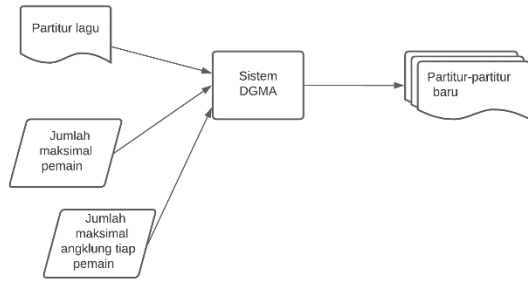 Partitur lagu
Sistem
DGMA
Partitur-partitur
baru
Jumlah
maksimal
pemain
Jumlah
maksimal
angklung tiap
pemain